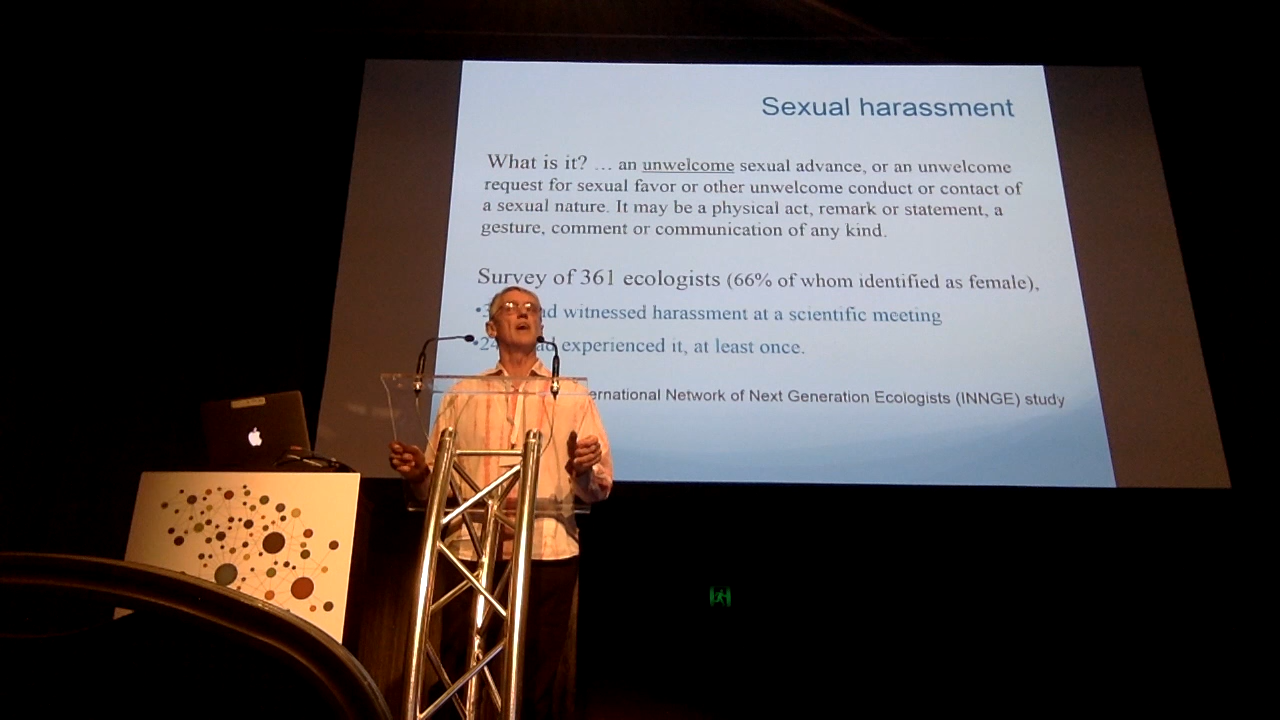 Sexual harassment
What is it? … an unwelcome sexual advance, or an unwelcome
request for sexual favor or other unwelcome conduct or contact of
a sexual nature. It may be a physical act, remark or statement, a
gesture, comment or communication of any kind.
Survey of 361 ecologists (66% of whom identified as female),
witnessed harassment at a scientific meeting
experienced it, at least once.
Network of Next Generation Ecologists (INNGE) study